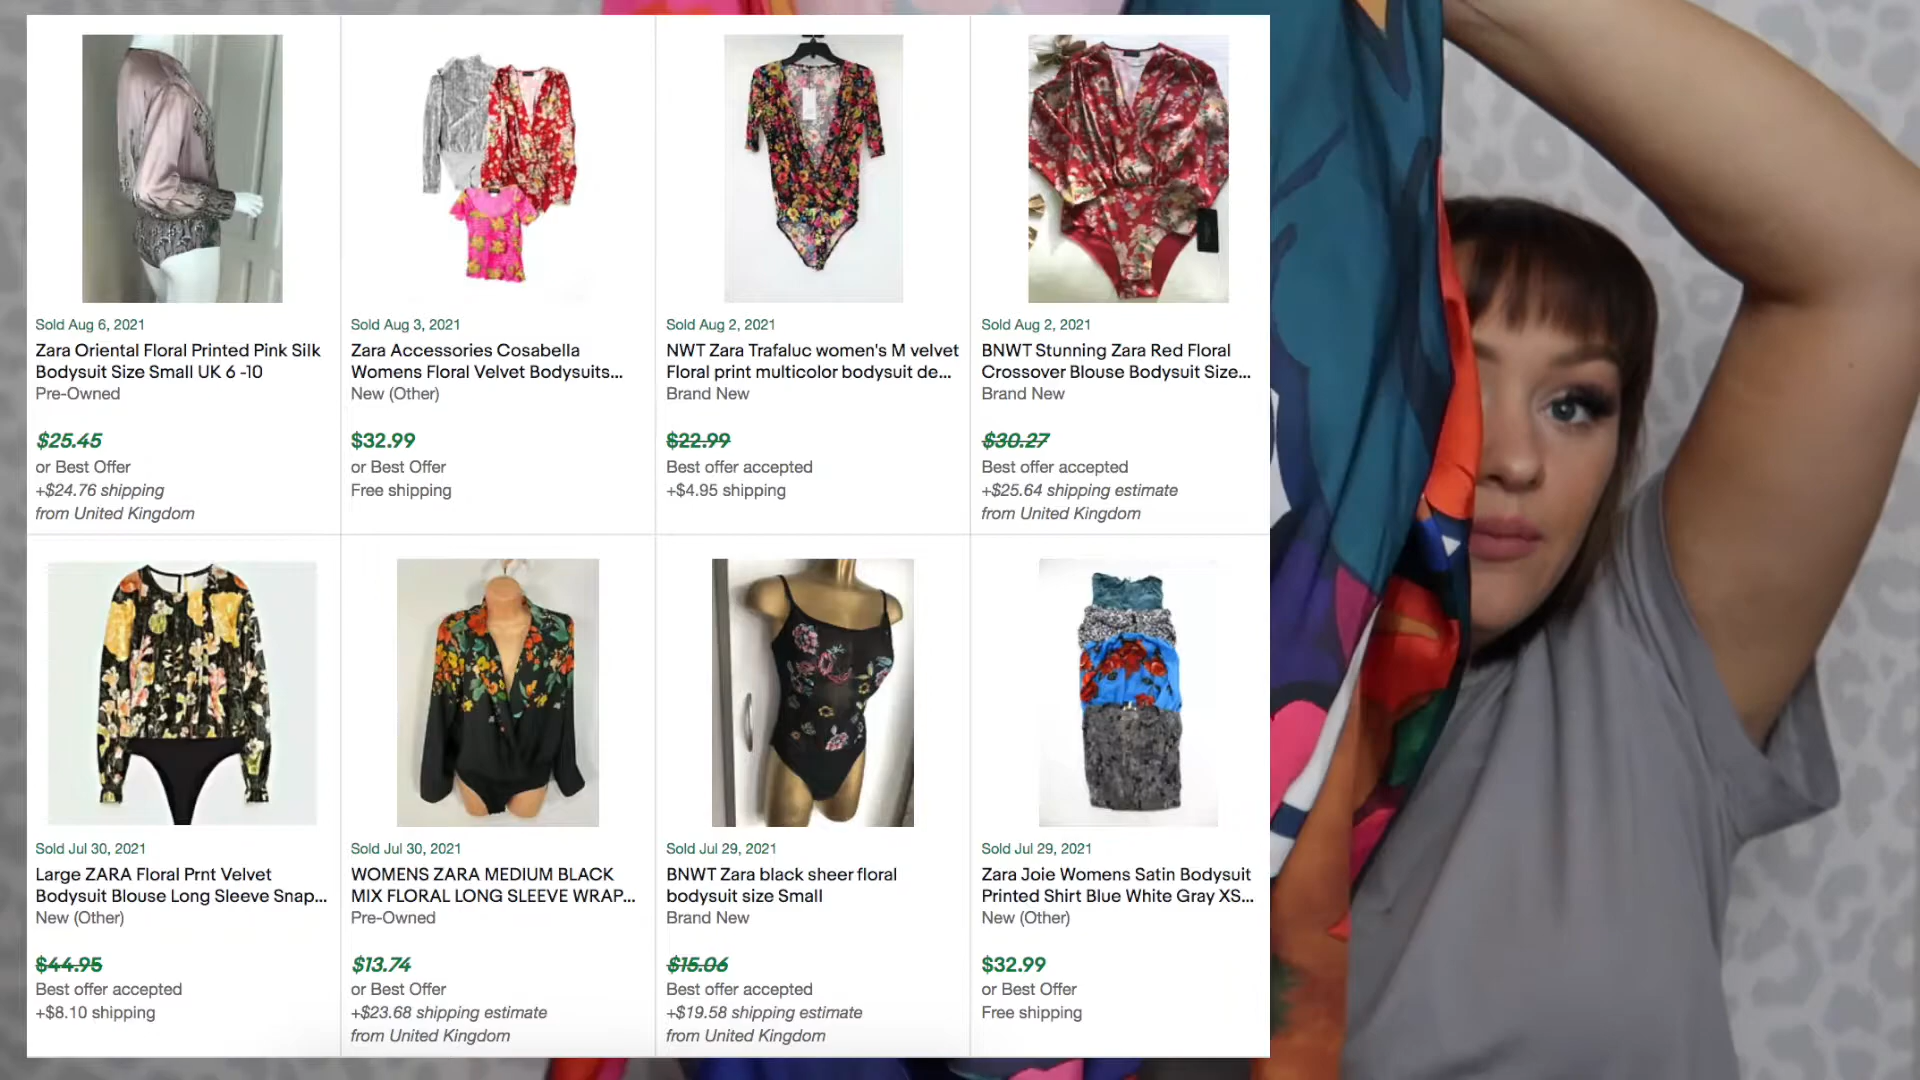 Sold Aug 6, 2021
Zara Oriental Floral Printed Pink Silk
Bodysuit Size Small UK 6 -10
Pre-Owned
$25.45
or Best Offer
+$24.76 shipping
from United Kingdom
Sold Aug 3, 2021
Zara Accessories Cosabella
Womens Floral Velvet Bodysuits...
New (Other)
$32.99
or Best Offer
Free shipping
Sold Aug 2, 2021
NWT Zara Trafaluc women's M velvet
Floral print multicolor bodysuit de...
Brand New
$22.99
Best offer accepted
+$4.95 shipping
Sold Aug 2, 2021
BNWT Stunning Zara Red Floral
Crossover Blouse Bodysuit Size...
Brand New
$30.27
Best offer accepted
+$25.64 shipping estimate
from United Kingdom
Sold Jul 30, 2021
Large ZARA Floral Prnt Velvet
Bodysuit Blouse Long Sleeve Snap...
New (Other)
$44.95
Best offer accepted
+$8.10 shipping
Sold Jul 30, 2021
WOMENS ZARA MEDIUM BLACK
MIX FLORAL LONG SLEEVE WRAP...
Pre-Owned
$13.74
or Best Offer
+$23.68 shipping estimate
from United Kingdom
Sold Jul 29, 2021
BNWT Zara black sheer floral
bodysuit size Small
Brand New
$15.06
Best offer accepted
+$19.58 shipping estimate
from United Kingdom
Sold Jul 29, 2021
Zara Joie Womens Satin Bodysuit
Printed Shirt Blue White Gray XS...
New (Other)
$32.99
or Best Offer
Free shipping